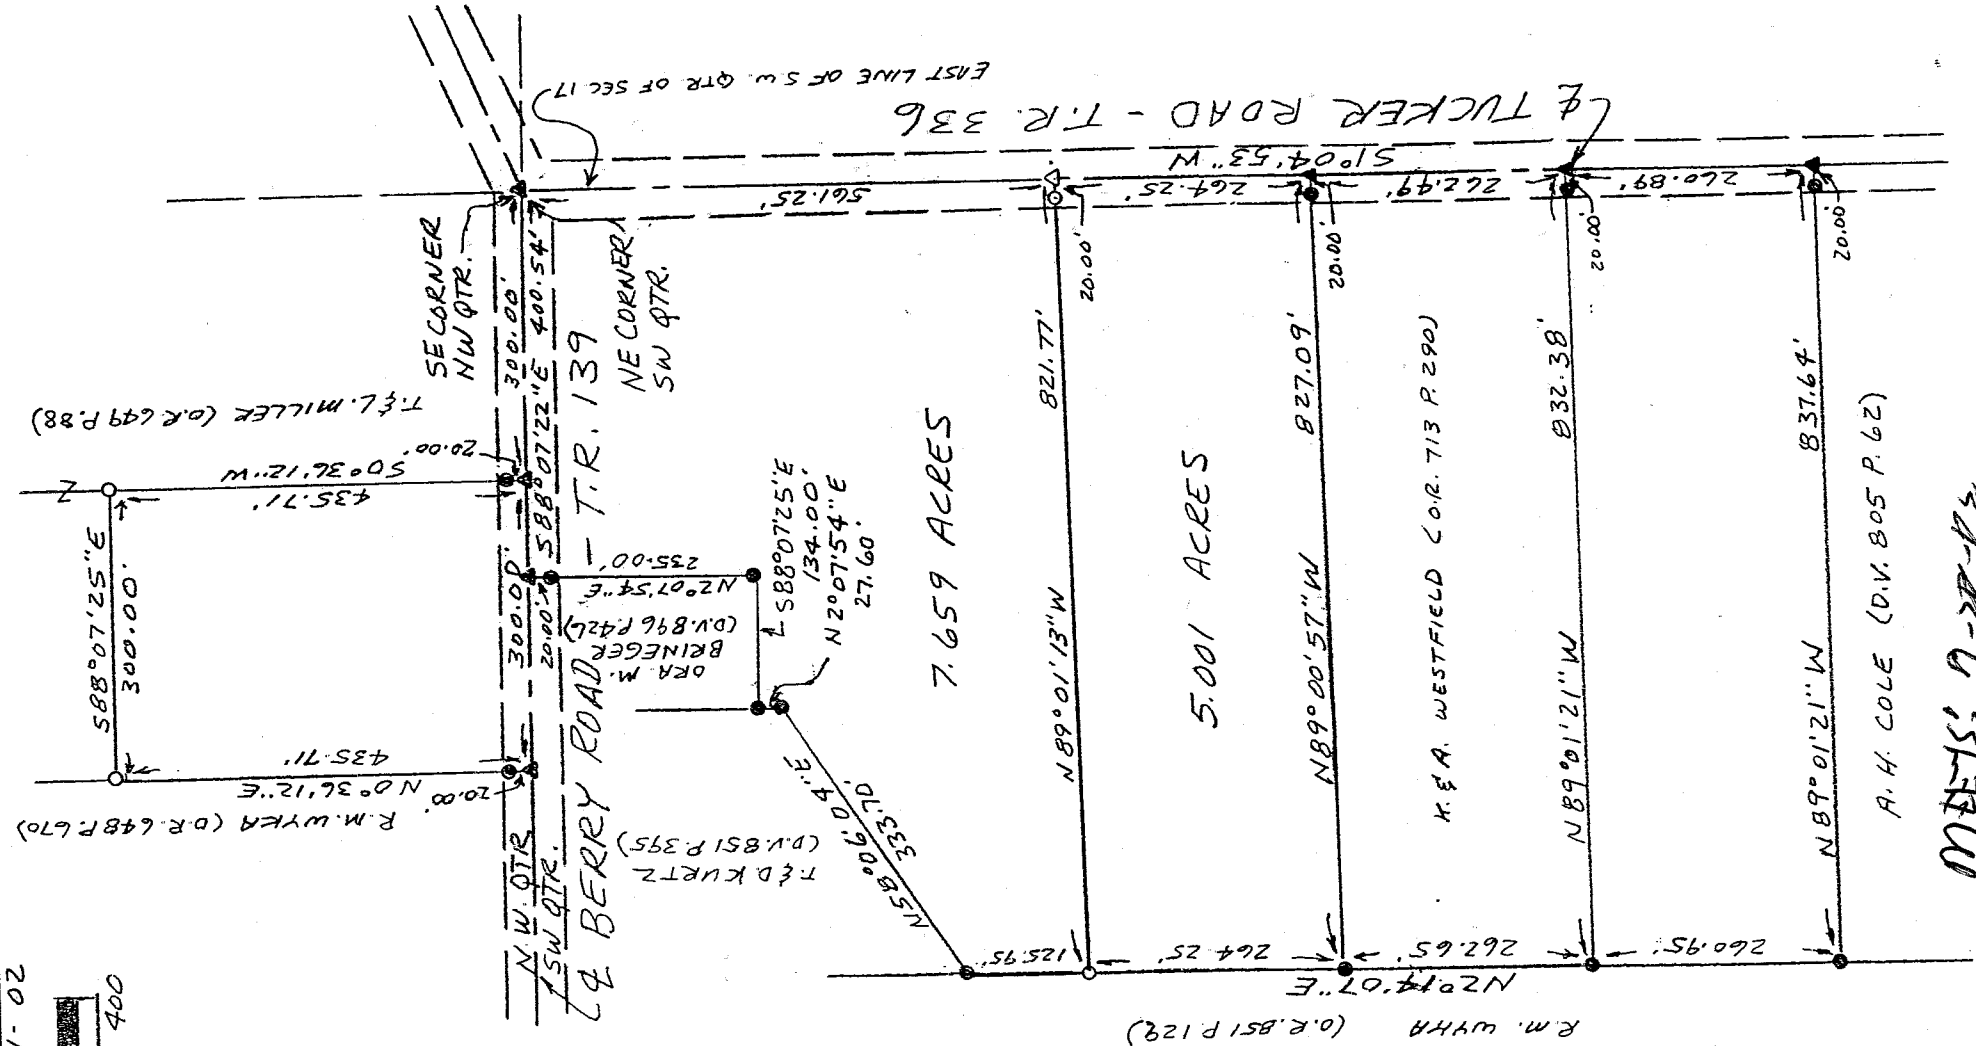 EAST LINE OF S.W. QTR OF SEC 17
℄ TUCKER ROAD - T.R. 336
S1°04'53"W
561.25'
264.25'
262.49'
260.89'
20.00'
20.00'
20.00'
20.00'
SE CORNER
NW QTR.
NE CORNER
SW QTR.
300.00'
S88°07'22"E 400.54'
T.&L. MILLER (O.R. 649 P.88)
S0°36'12"W
435.71'
20.00'
S88°07'25"E
300.00'
N0°36'12"E
435.71'
20.00'
R.M. WYKA (O.R. 648 P.670)
300.00'
20.00'
N.W. QTR.
SW QTR.
℄ BERRY ROAD - T.R. 139
N2°07'54"E
235.00'
ORA M.
BRINEGER
(D.V. 896 P.426)
S88°07'25"E
134.00'
N2°07'54"E
27.60'
T.&D. KURTZ
(D.V. 851 P.395)
N58°06'04"E
333.70'
7.659 ACRES
N89°01'13"W
821.77'
5.001 ACRES
N89°00'57"W
827.09'
H.&A. WESTFIELD (O.R. 713 P.290)
N89°01'21"W
832.38'
N89°01'21"W
837.64'
A.H. COLE (D.V. 805 P.62)
125.95'
264.25'
262.65'
260.95'
N2°14'07"E
R.M. WYKA (O.R. 851 P.129)
- 02
400